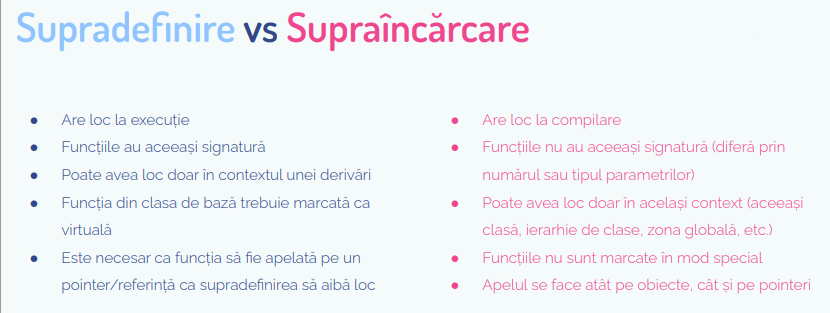 Supradefinire vs Supraîncărcare
● Are loc la execuție
● Funcțiile au aceeași signatură
● Poate avea loc doar în contextul unei derivări
● Funcția din clasa de bază trebuie marcată ca
virtuală
● Este necesar ca funcția să fie apelată pe un
pointer/referință ca supradefinirea să aibă loc
● Are loc la compilare
● Funcțiile nu au aceeași signatură (diferă prin
numărul sau tipul parametrilor)
● Poate avea loc doar în același context (aceeași
clasă, ierarhie de clase, zona globală, etc.)
● Funcțiile nu sunt marcate în mod special
● Apelul se face atât pe obiecte, cât și pe pointeri